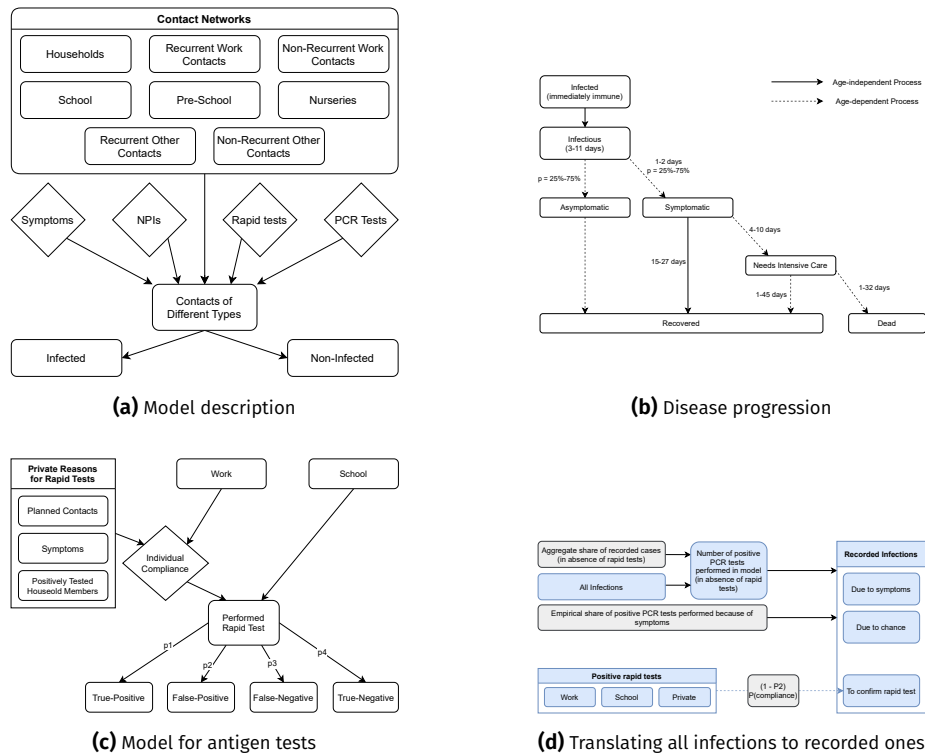 Contact Networks
Households
Recurrent Work
Contacts
Non-Recurrent Work
Contacts
School
Pre-School
Nurseries
Recurrent Other
Contacts
Non-Recurrent Other
Contacts
Symptoms
NPIs
Rapid tests
PCR Tests
Contacts of
Different Types
Infected
Non-Infected
(a) Model description
Infected
(immediately immune)
Age-independent Process
Age-dependent Process
Infectious
(3-11 days)
1-2 days
p = 25%-75%
p = 25%-75%
Asymptomatic
Symptomatic
4-10 days
15-27 days
Needs Intensive Care
1-45 days
1-32 days
Recovered
Dead
(b) Disease progression
Private Reasons
for Rapid Tests
Planned Contacts
Symptoms
Positively Tested
Houseold Members
Work
School
Individual
Compliance
Performed
Rapid Test
p1
p2
p3
p4
True-Positive
False-Positive
False-Negative
True-Negative
(c) Model for antigen tests
Aggregate share of recorded cases
(in absence of rapid tests)
All Infections
Number of positive
PCR tests
performed in model
(in absence of rapid
tests)
Empirical share of positive PCR tests performed because of
symptoms
Recorded Infections
Due to symptoms
Due to chance
To confirm rapid test
Positive rapid tests
Work
School
Private
(1 - P2)
P(compliance)
(d) Translating all infections to recorded ones